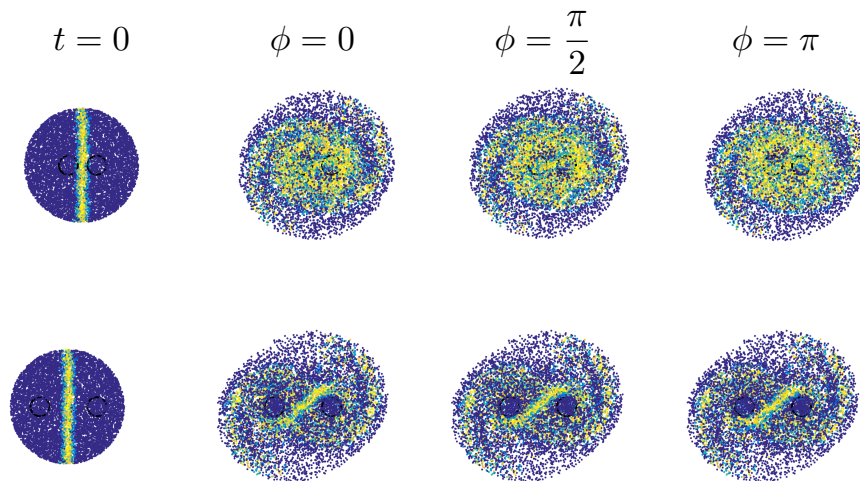 t = 0 ϕ = 0 ϕ = π/2 ϕ = π